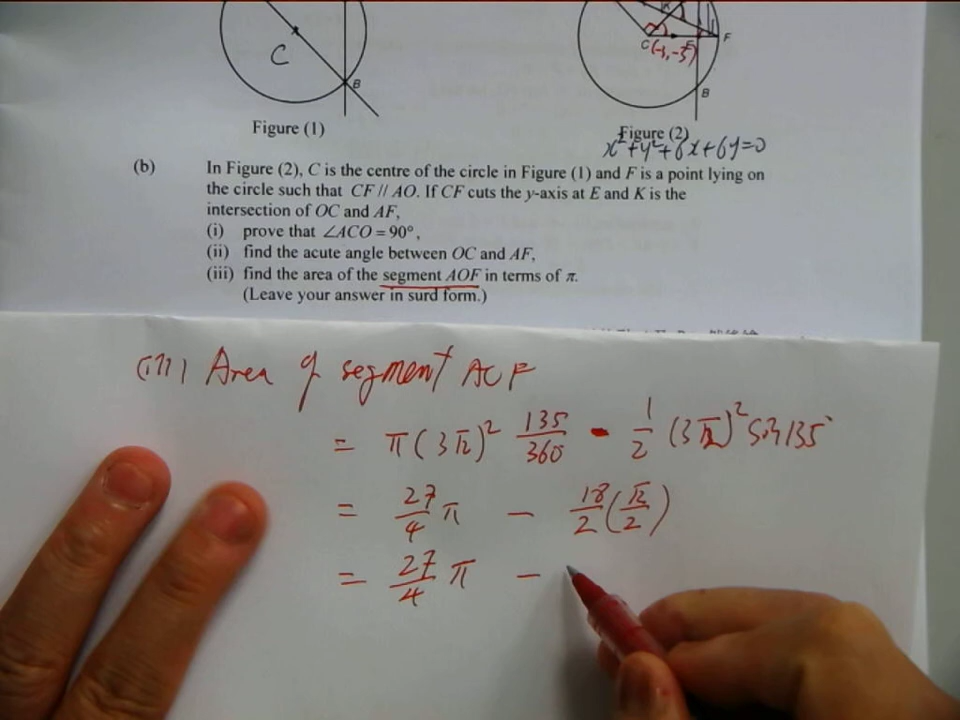 C
B
K
C (-3, -3) E F
B
Figure (1)
Figure (2)
x²+y²+6x+6y=0
(b) In Figure (2), C is the centre of the circle in Figure (1) and F is a point lying on
the circle such that CF // AO. If CF cuts the y-axis at E and K is the
intersection of OC and AF,
(i) prove that ∠ACO = 90°,
(ii) find the acute angle between OC and AF,
(iii) find the area of the segment AOF in terms of π.
(Leave your answer in surd form.)
(iii) Area of segment AOF
= π(3√2)² 135/360 - 1/2 (3√2)² sin135°
= 27/4 π - 18/2 (√2/2)
= 27/4 π -